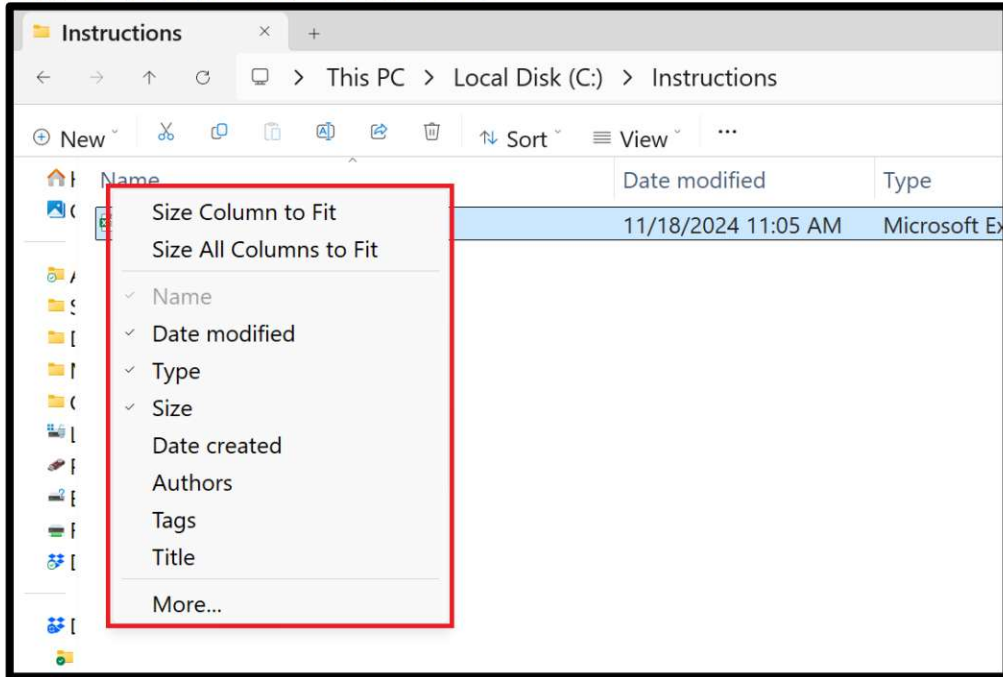 Instructions
This PC > Local Disk (C:) > Instructions
New Sort View ...
Name Date modified Type
11/18/2024 11:05 AM Microsoft Ex
Size Column to Fit
Size All Columns to Fit
Name
Date modified
Type
Size
Date created
Authors
Tags
Title
More...